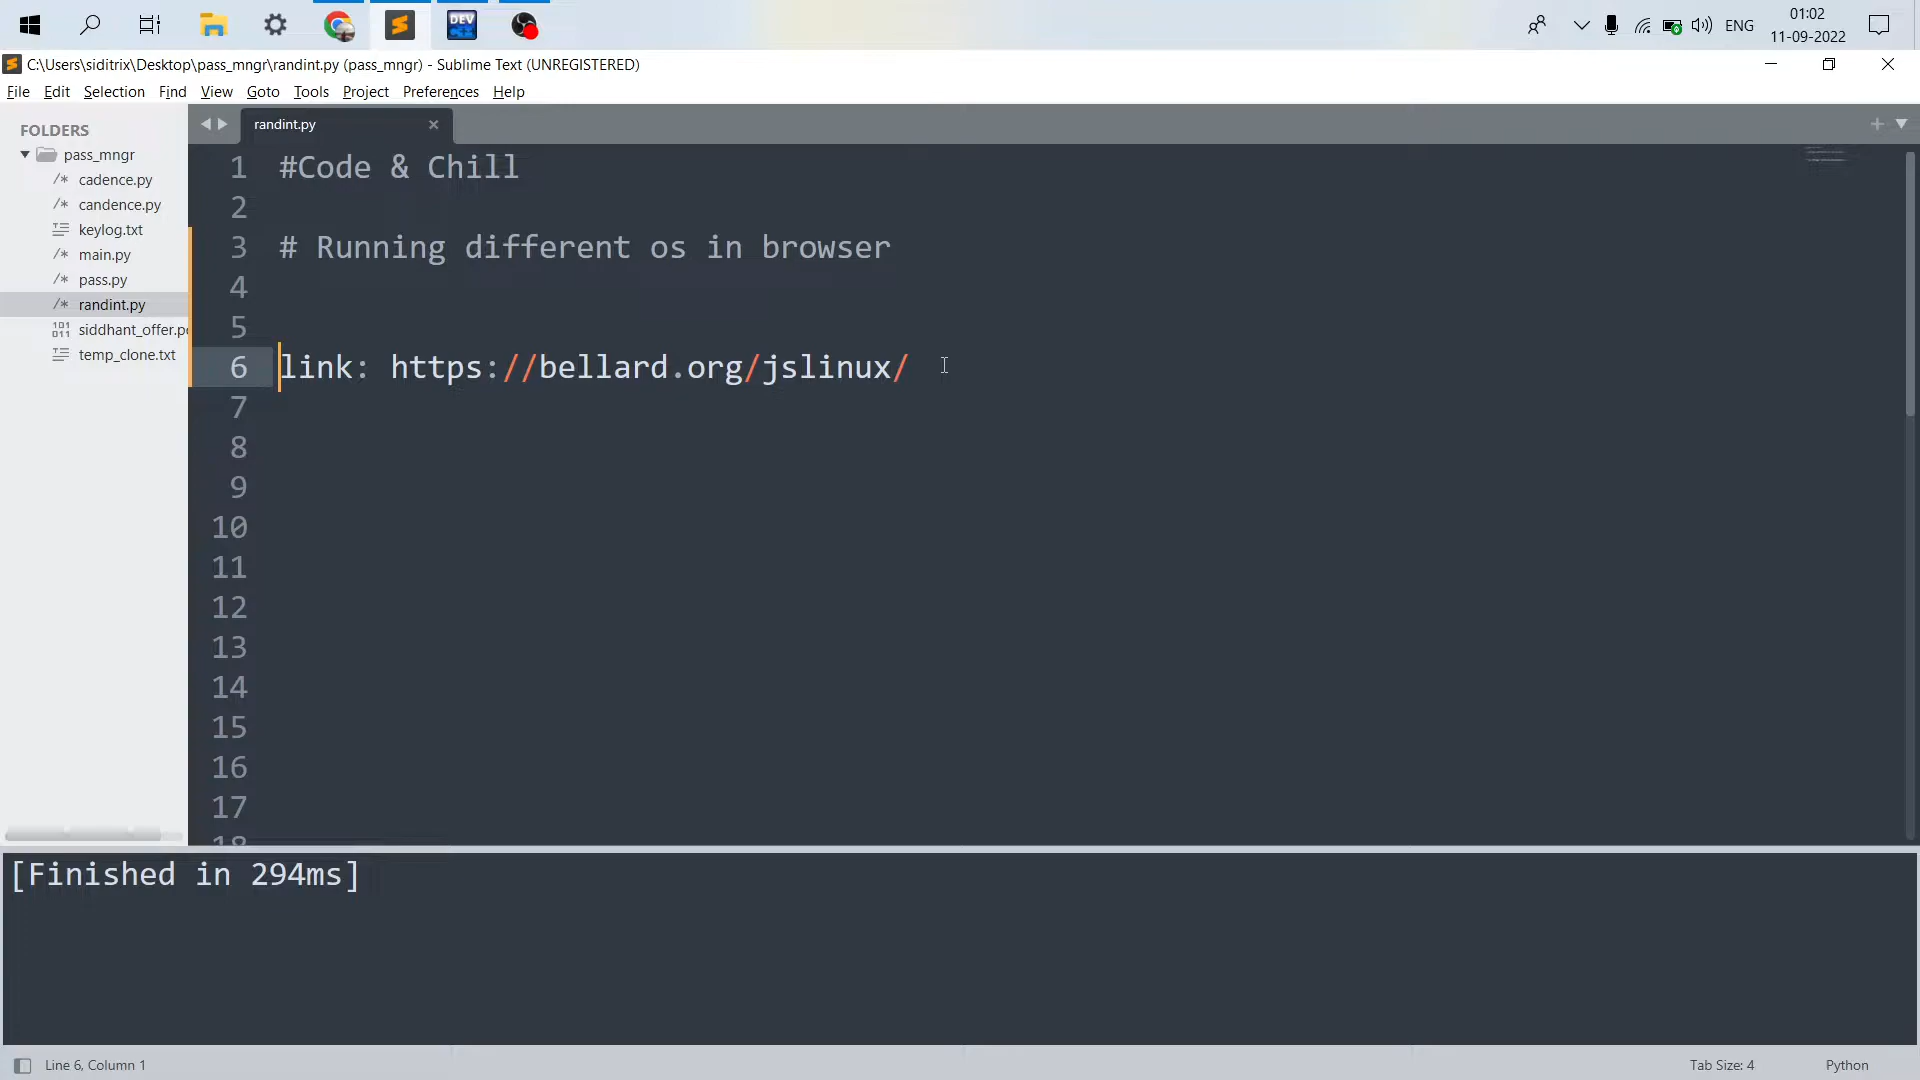 DEV
ENG
01:02
11-09-2022
C:\Users\siditrix\Desktop\pass_mngr\randint.py (pass_mngr) - Sublime Text (UNREGISTERED)
File Edit Selection Find View Goto Tools Project Preferences Help
FOLDERS
pass_mngr
/* cadence.py
/* candence.py
keylog.txt
/* main.py
/* pass.py
/* randint.py
siddhant_offer.p
temp_clone.txt
randint.py
1 #Code & Chill
2
3 # Running different os in browser
4
5
6 link: https://bellard.org/jslinux/
7
8
9
10
11
12
13
14
15
16
17
18
[Finished in 294ms]
Line 6, Column 1
Tab Size: 4
Python